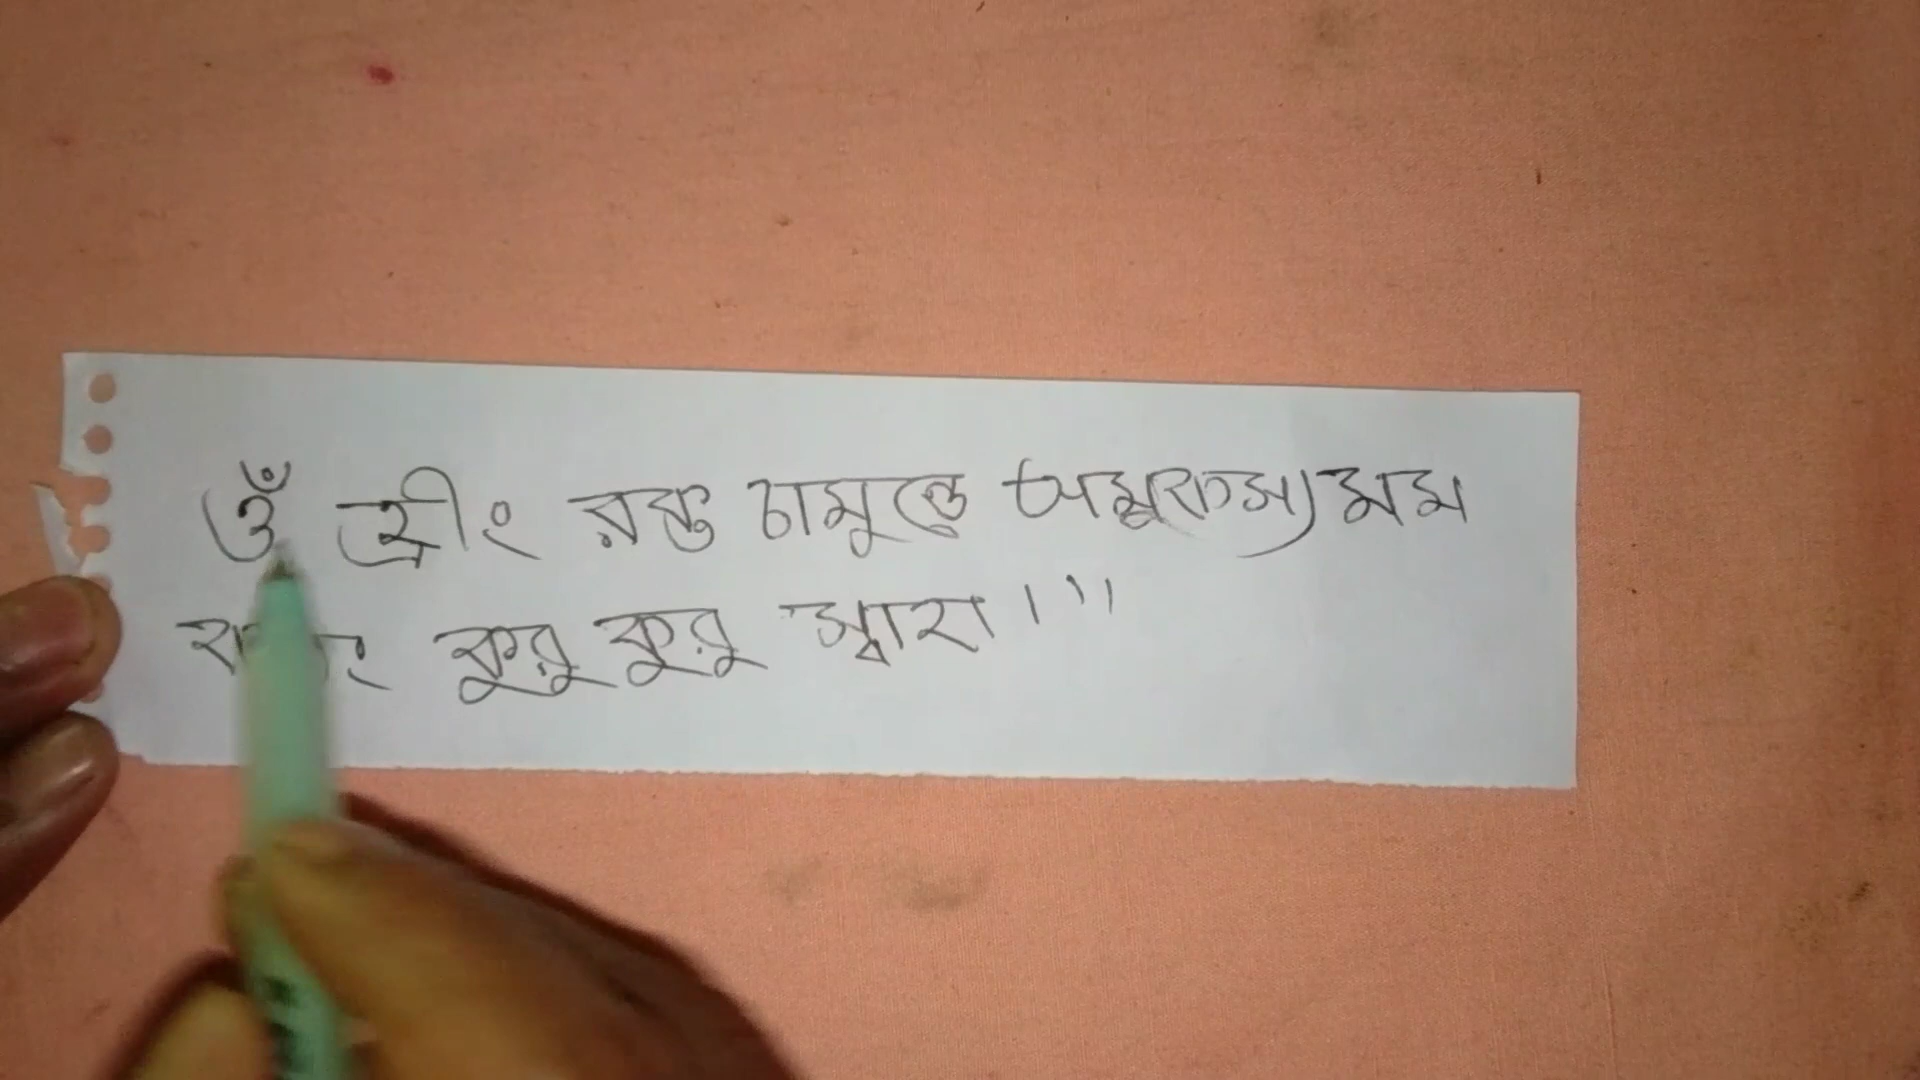 ওঁ হ্রীং রক্ত চামুন্ডে অমুকস্য মম
কুরু কুরু স্বাহা।''